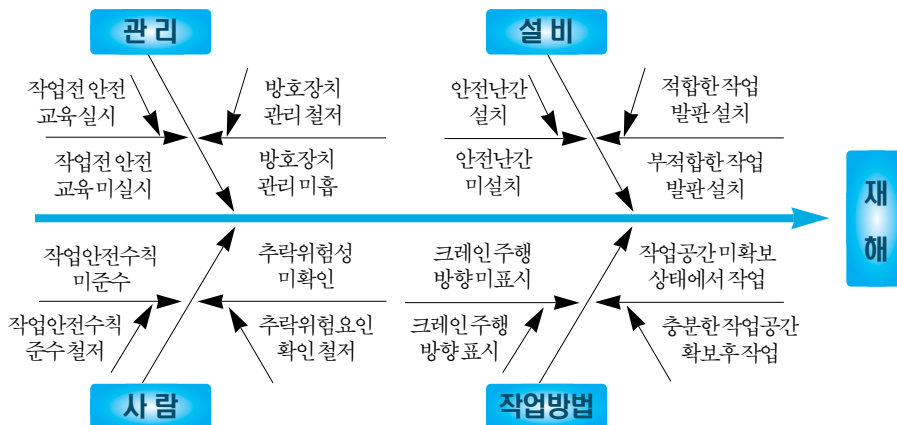 관 리
설 비
작업전 안전
교육 실시
방호장치
관리 철저
작업전 안전
교육 미실시
방호장치
관리 미흡
안전난간
설치
적합한 작업
발판 설치
안전난간
미설치
부적합한 작업
발판 설치
재
해
작업안전수칙
미준수
추락위험성
미확인
작업안전수칙
준수 철저
추락위험요인
확인 철저
크레인 주행
방향 미표시
작업공간 미확보
상태에서 작업
크레인 주행
방향 표시
충분한 작업공간
확보후 작업
사 람
작업방법